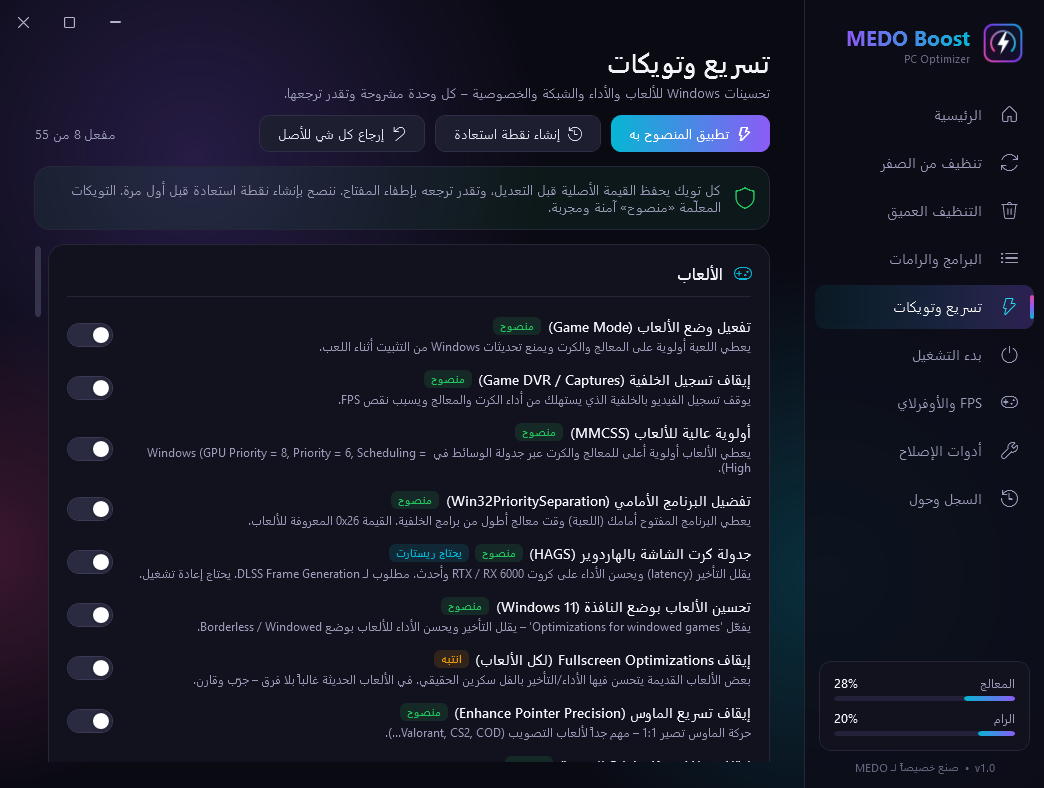 MEDO Boost
PC Optimizer
الرئيسية
تنظيف من الصفر
التنظيف العميق
البرامج والرامات
تسريع وتويكات
بدء التشغيل
FPS والأوفرلاي
أدوات الإصلاح
السجل وحول
المعالج 28%
الرام 20%
v1.0 • صنع خصيصاً لـ MEDO
تسريع وتويكات
تحسينات Windows للألعاب والأداء والشبكة والخصوصية – كل وحدة مشروحة وتقدر ترجعها.
تطبيق المنصوح به
إنشاء نقطة استعادة
إرجاع كل شي للأصل
مفعل 8 من 55
كل تويك يحفظ القيمة الأصلية قبل التعديل، وتقدر ترجعه بإطفاء المفتاح. ننصح بإنشاء نقطة استعادة قبل أول مرة. التويكات
المعلّمة «منصوح» آمنة ومجربة.
الألعاب
تفعيل وضع الألعاب (Game Mode) منصوح
يعطي اللعبة أولوية على المعالج والكرت ويمنع تحديثات Windows من التثبيت أثناء اللعب.
إيقاف تسجيل الخلفية (Game DVR / Captures) منصوح
يوقف تسجيل الفيديو بالخلفية الذي يستهلك من أداء الكرت والمعالج ويسبب نقص FPS.
أولوية عالية للألعاب (MMCSS) منصوح
يعطي الألعاب أولوية أعلى للمعالج والكرت عبر جدولة الوسائط في Windows (GPU Priority = 8, Priority = 6, Scheduling =
High).
تفضيل البرنامج الأمامي (Win32PrioritySeparation) منصوح
يعطي البرنامج المفتوح أمامك (اللعبة) وقت معالج أطول من برامج الخلفية. القيمة 0x26 المعروفة للألعاب.
جدولة كرت الشاشة بالهاردوير (HAGS) منصوح يحتاج ريستارت
يقلل التأخير (latency) ويحسن الأداء على كروت RTX / RX 6000 وأحدث. مطلوب لـ DLSS Frame Generation. يحتاج إعادة تشغيل.
تحسين الألعاب بوضع النافذة (Windows 11) منصوح
يفعّل 'Optimizations for windowed games' – يقلل التأخير ويحسن الأداء للألعاب بوضع Borderless / Windowed.
إيقاف Fullscreen Optimizations (لكل الألعاب) انتبه
بعض الألعاب القديمة يتحسن فيها الأداء/التأخير بالفل سكرين الحقيقي. في الألعاب الحديثة غالباً بلا فرق – جرّب وقارن.
إيقاف تسريع الماوس (Enhance Pointer Precision) منصوح
حركة الماوس تصير 1:1 – مهم جداً لألعاب التصويب (Valorant, CS2, COD...).